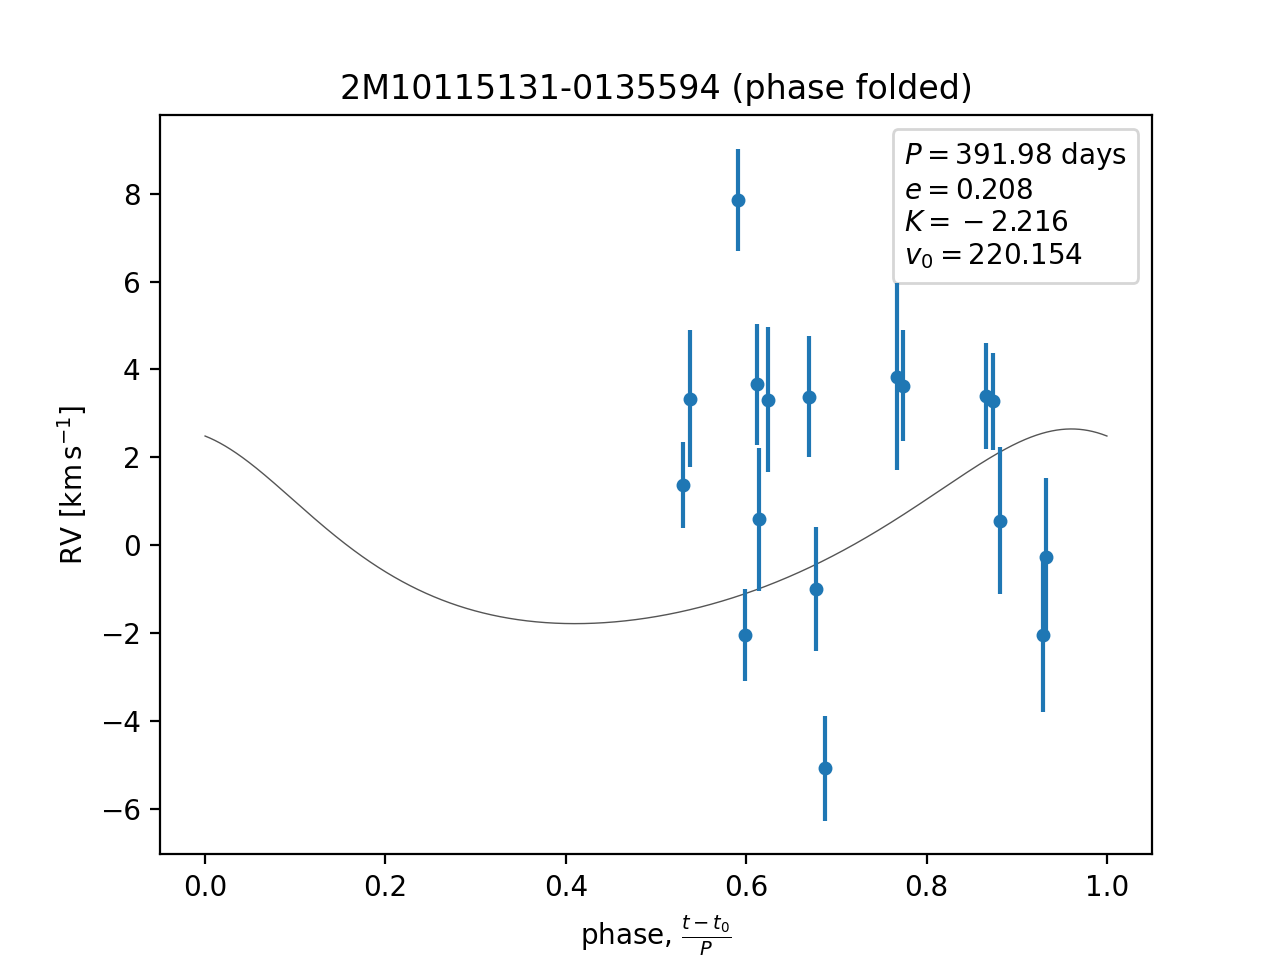 2M10115131-0135594 (phase folded)
P = 391.98 days
e = 0.208
K = −2.216
v₀ = 220.154
RV [km s⁻¹]
8
6
4
2
0
−2
−4
−6
0.0 0.2 0.4 0.6 0.8 1.0
phase, (t − t₀)/P